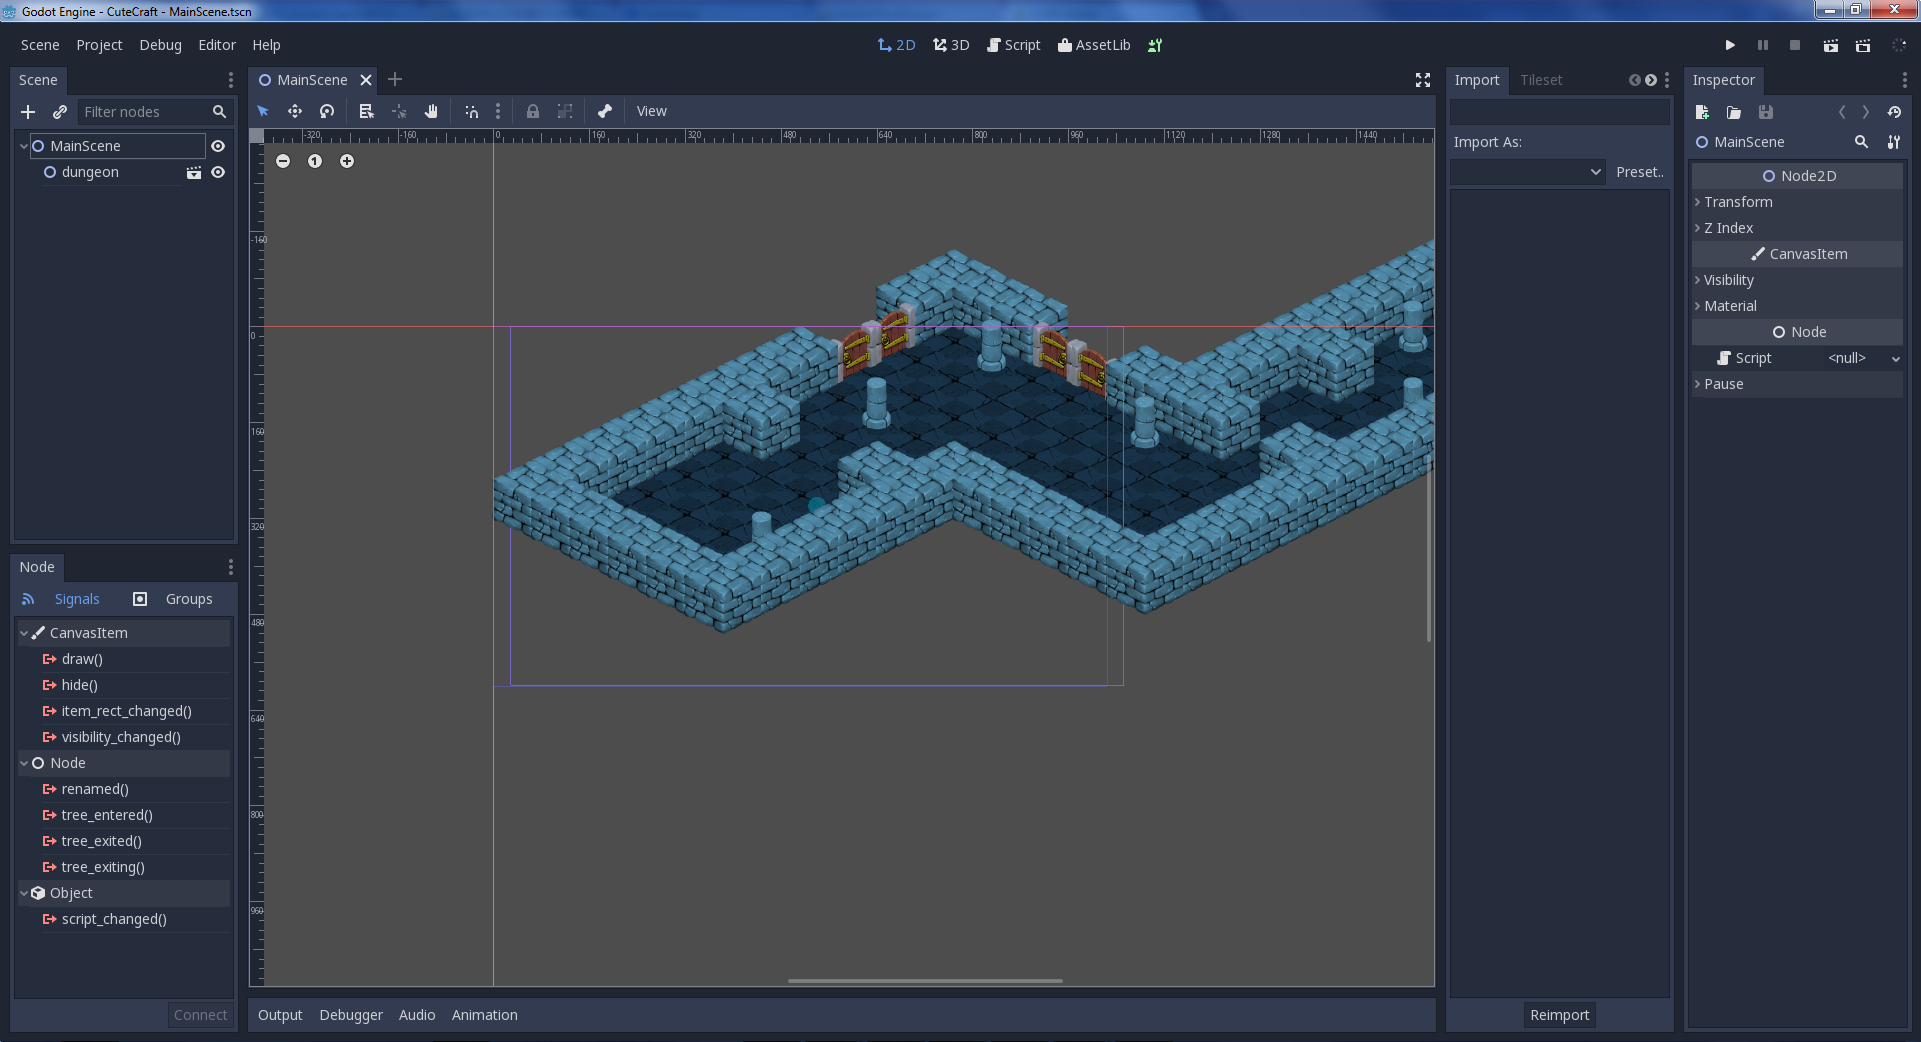 Godot Engine - CuteCraft - MainScene.tscn
Scene Project Debug Editor Help
2D 3D Script AssetLib
Scene
Filter nodes
MainScene
dungeon
Node
Signals Groups
CanvasItem
draw()
hide()
item_rect_changed()
visibility_changed()
Node
renamed()
tree_entered()
tree_exited()
tree_exiting()
Object
script_changed()
Connect
MainScene
View
-320 -160 0 160 320 480 640 800 960 1120 1280 1440
-160
0
160
320
480
640
800
960
1
Output Debugger Audio Animation
Import Tileset
Import As:
Preset..
Reimport
Inspector
MainScene
Node2D
Transform
Z Index
CanvasItem
Visibility
Material
Node
Script <null>
Pause